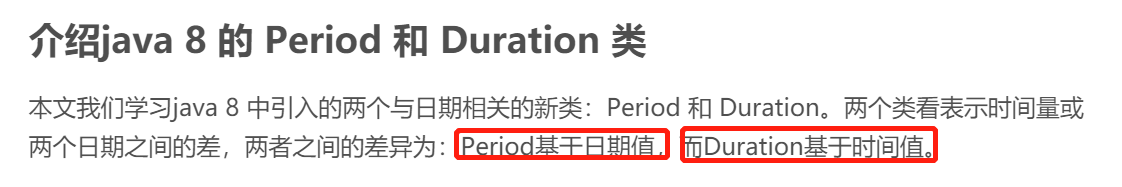 介绍java 8 的 Period 和 Duration 类
本文我们学习java 8 中引入的两个与日期相关的新类：Period 和 Duration。两个类看表示时间量或
两个日期之间的差，两者之间的差异为：Period基于日期值，而Duration基于时间值。